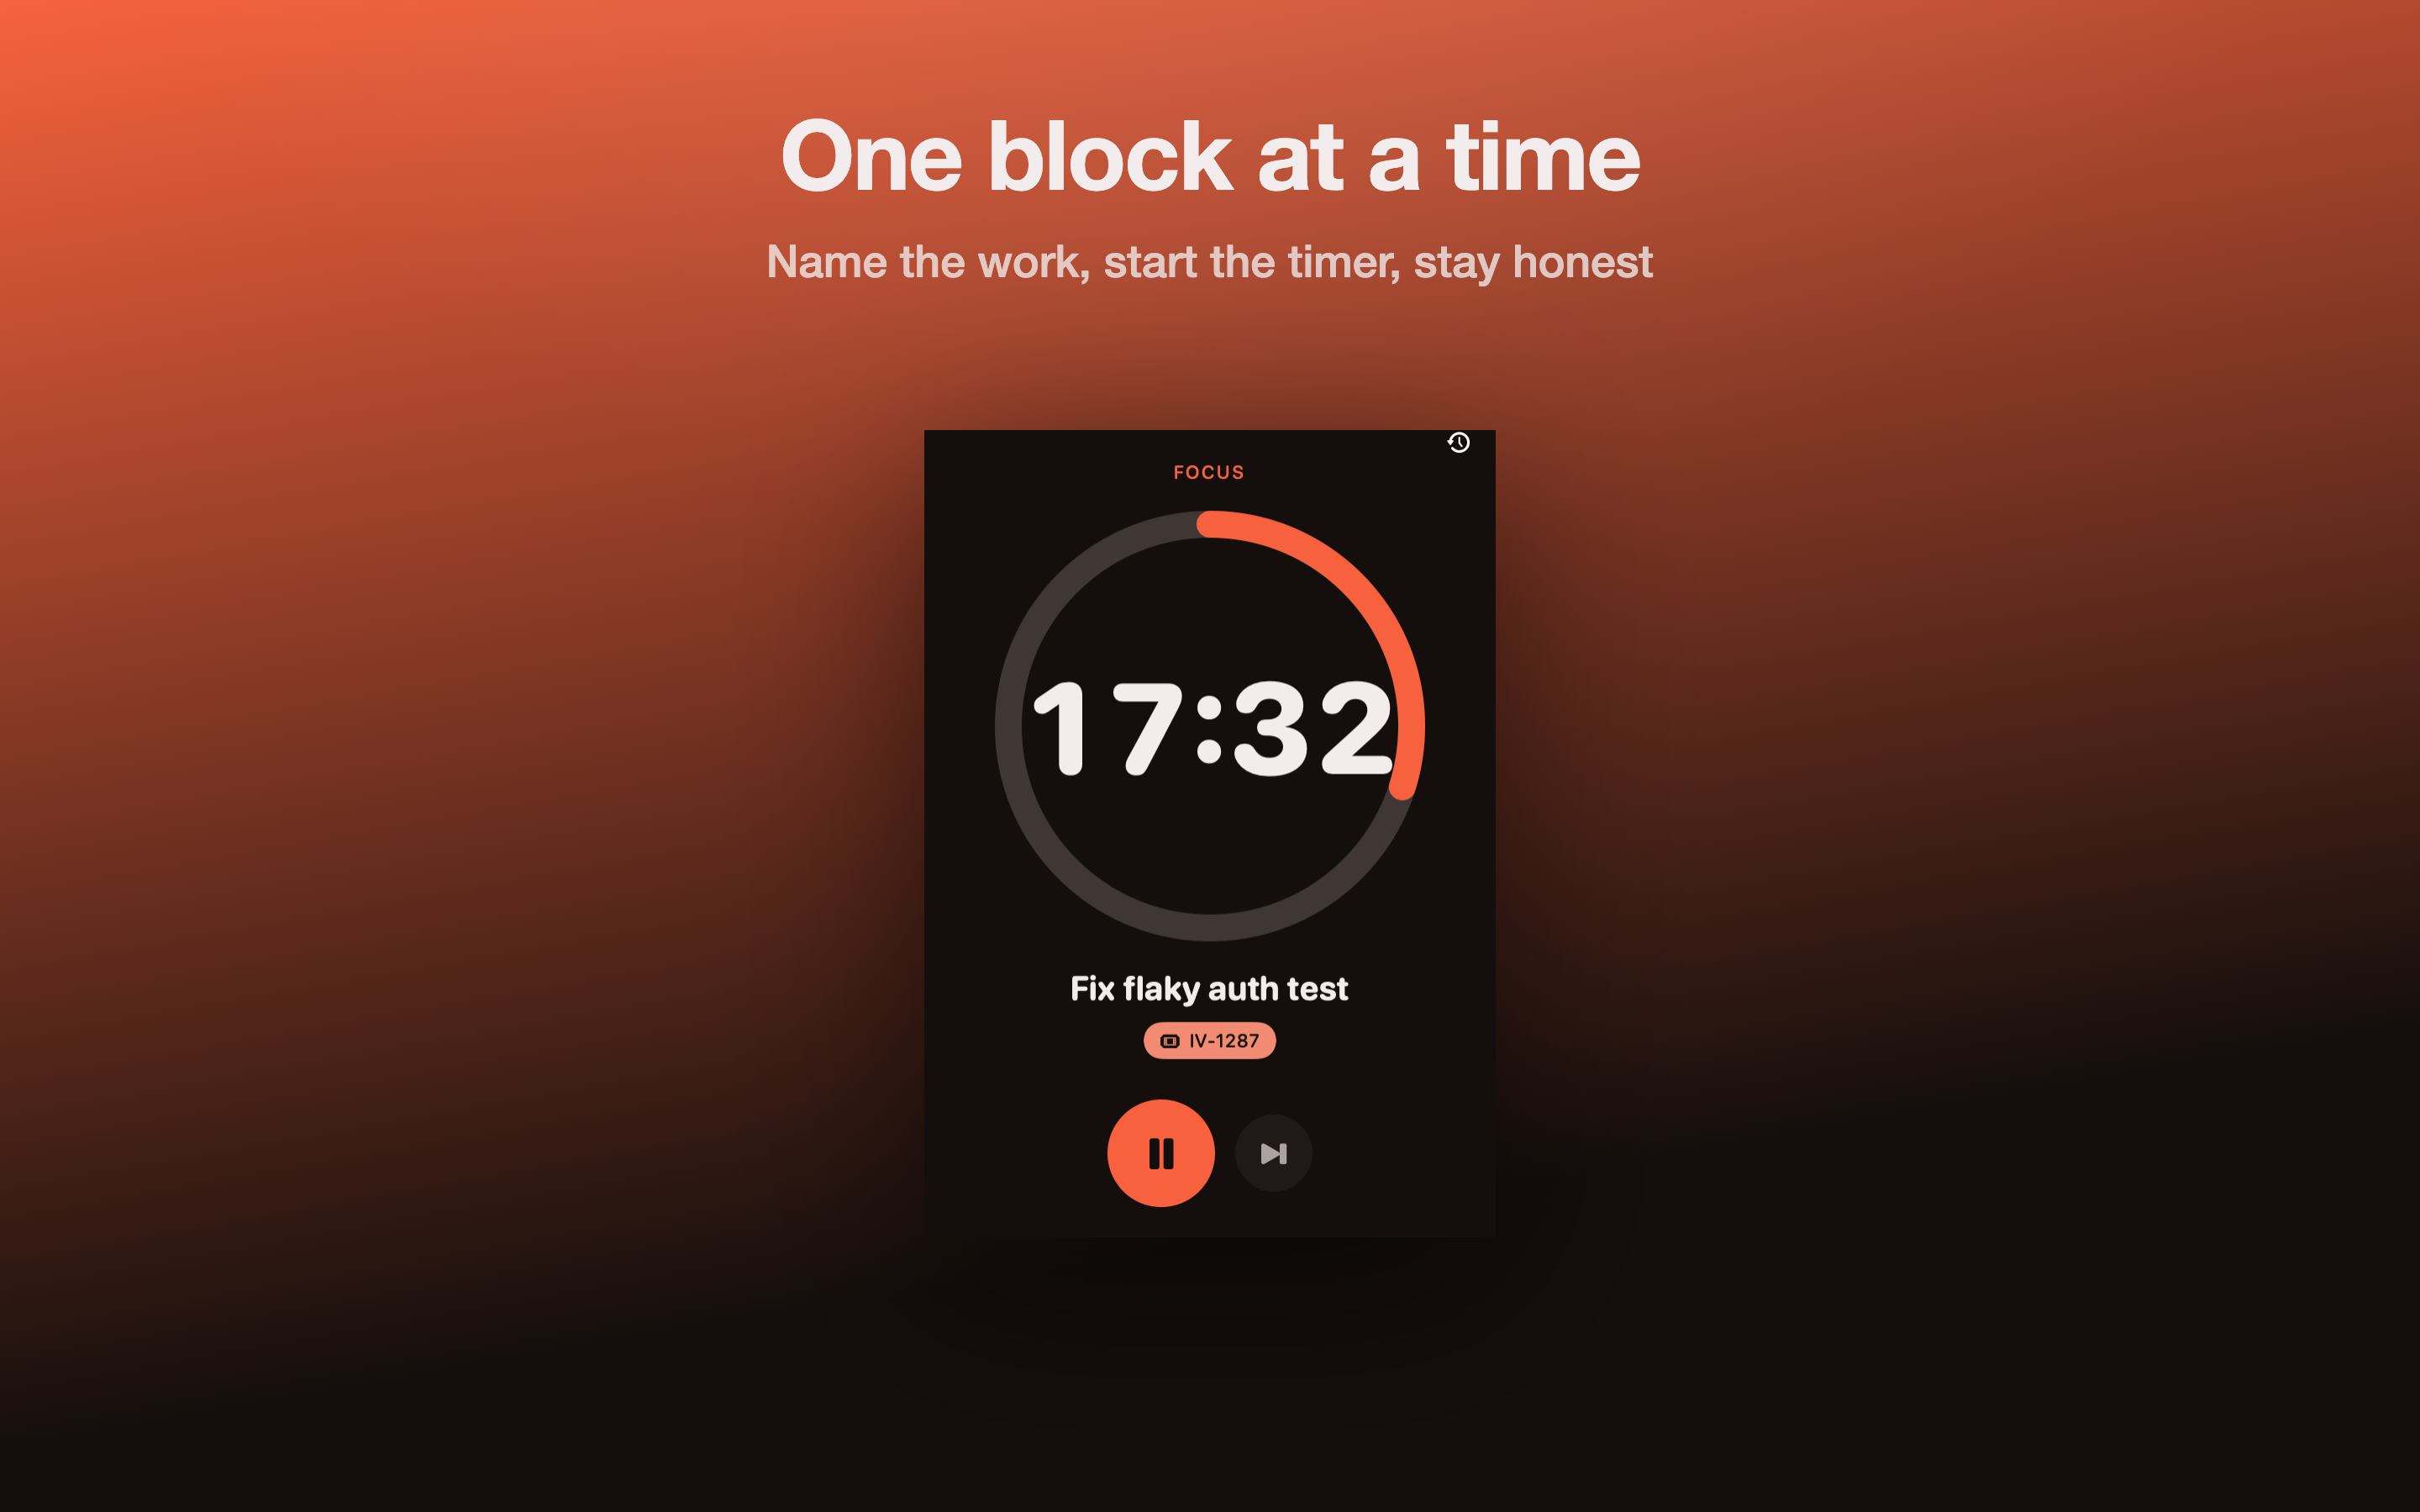 One block at a time
Name the work, start the timer, stay honest
FOCUS
17:32
Fix flaky auth test
IV-1287